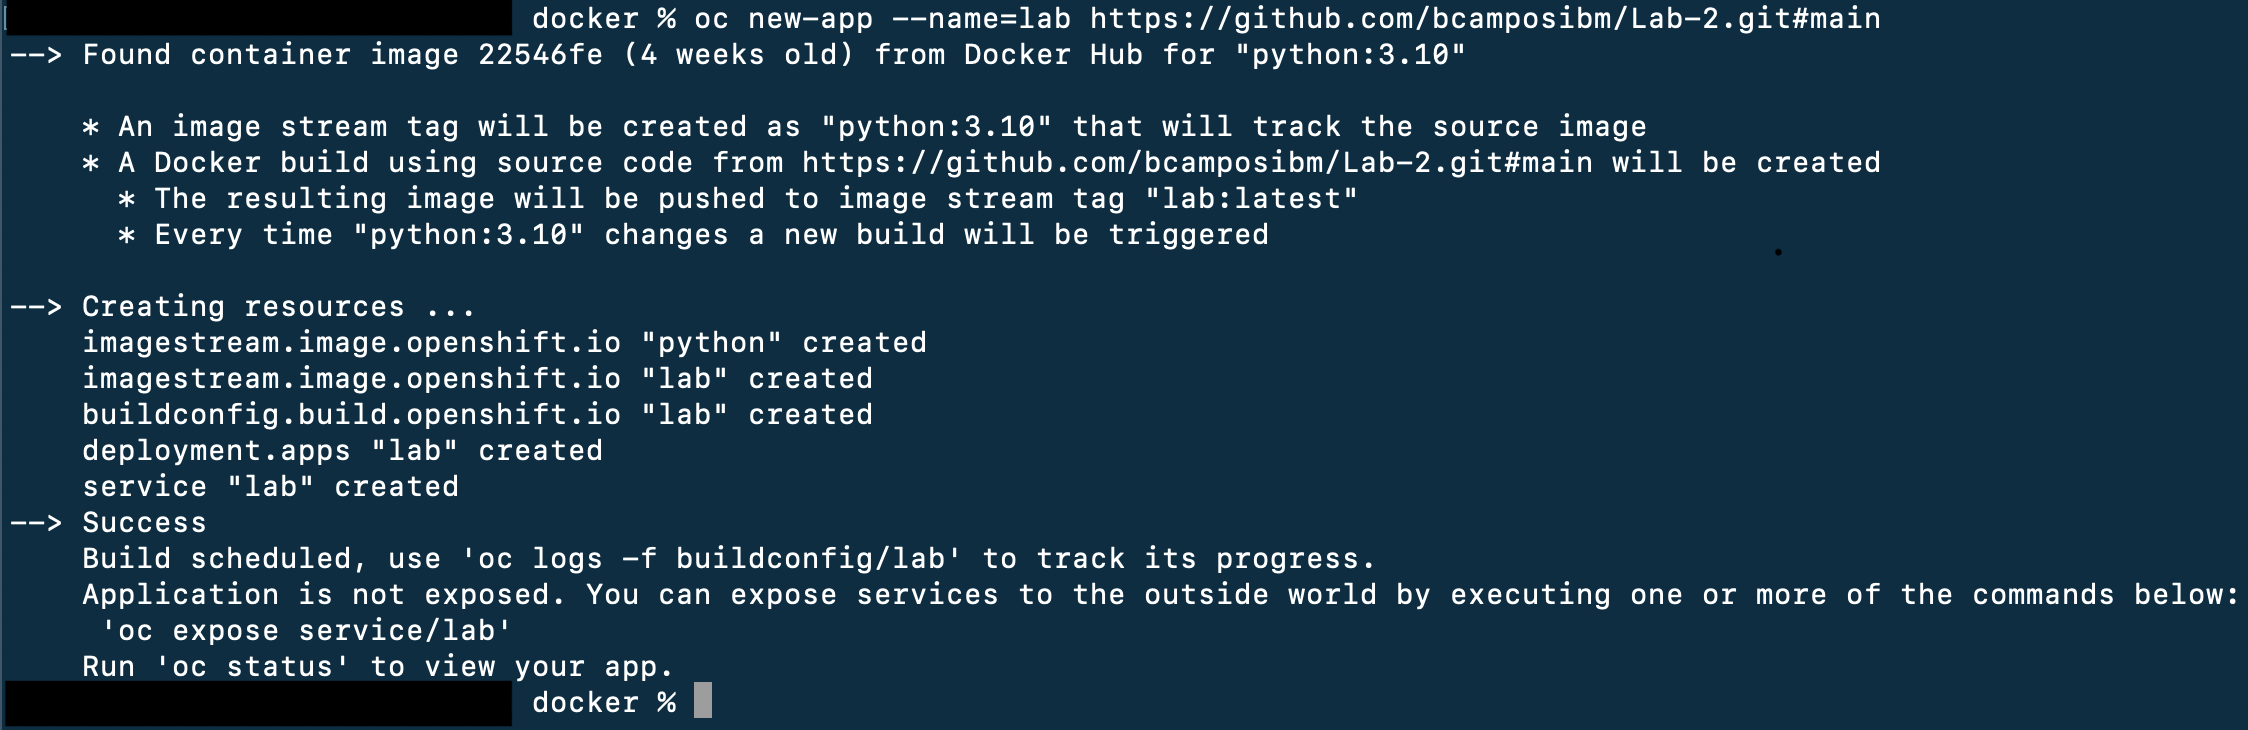 docker % oc new-app --name=lab https://github.com/bcamposibm/Lab-2.git#main
--> Found container image 22546fe (4 weeks old) from Docker Hub for "python:3.10"
* An image stream tag will be created as "python:3.10" that will track the source image
* A Docker build using source code from https://github.com/bcamposibm/Lab-2.git#main will be created
* The resulting image will be pushed to image stream tag "lab:latest"
* Every time "python:3.10" changes a new build will be triggered
--> Creating resources ...
imagestream.image.openshift.io "python" created
imagestream.image.openshift.io "lab" created
buildconfig.build.openshift.io "lab" created
deployment.apps "lab" created
service "lab" created
--> Success
Build scheduled, use 'oc logs -f buildconfig/lab' to track its progress.
Application is not exposed. You can expose services to the outside world by executing one or more of the commands below:
'oc expose service/lab'
Run 'oc status' to view your app.
docker %